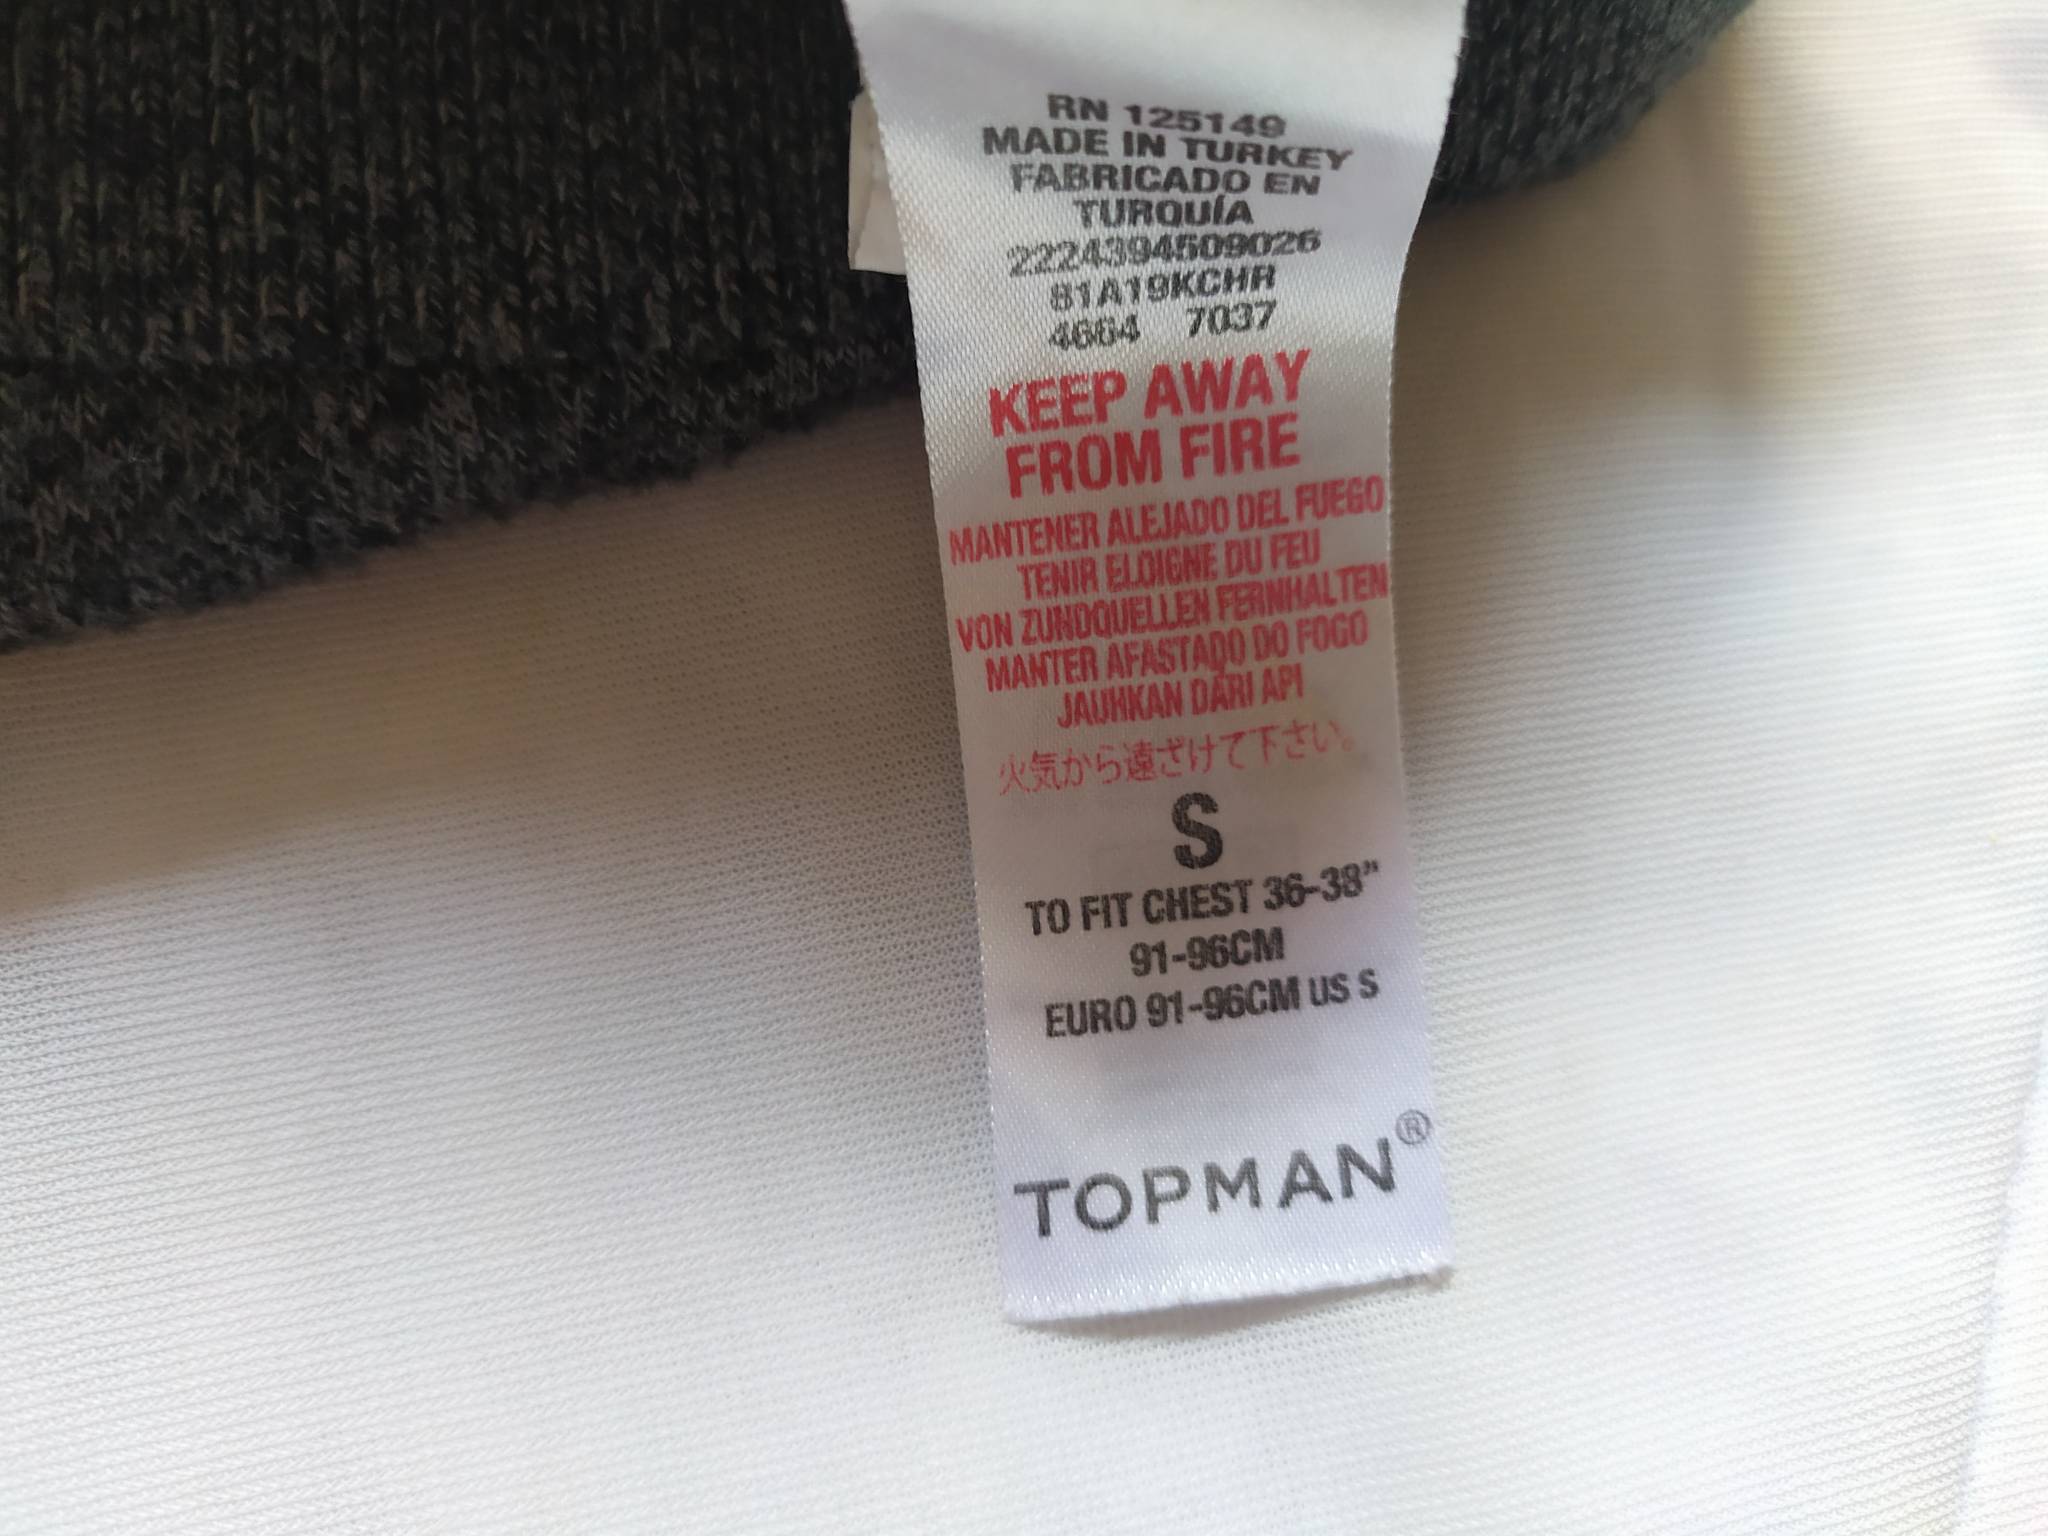 RN 125149
MADE IN TURKEY
FABRICADO EN
TURQUÍA
2224394509026
81A19KCHR
4664 7037
KEEP AWAY
FROM FIRE
MANTENER ALEJADO DEL FUEGO
TENIR ELOIGNE DU FEU
VON ZUNDQUELLEN FERNHALTEN
MANTER AFASTADO DO FOGO
JAUHKAN DARI API
火気から遠ざけて下さい。
S
TO FIT CHEST 36-38”
91-96CM
EURO 91-96CM US S
TOPMAN®